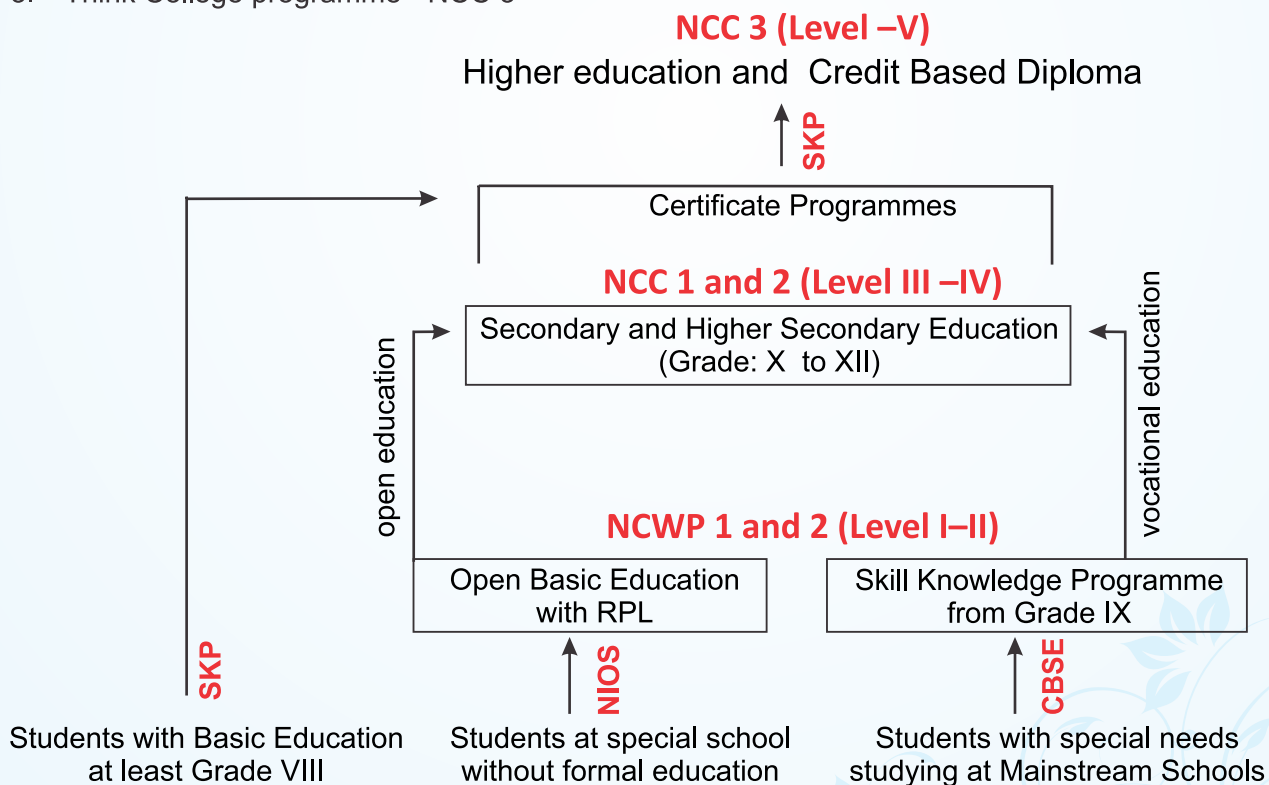 Think College programme
NCC 3 (Level –V)
Higher education and Credit Based Diploma
SKP
Certificate Programmes
NCC 1 and 2 (Level III –IV)
Secondary and Higher Secondary Education
(Grade: X to XII)
open education
vocational education
NCWP 1 and 2 (Level I–II)
Open Basic Education
with RPL
Skill Knowledge Programme
from Grade IX
SKP
NIOS
CBSE
Students with Basic Education
at least Grade VIII
Students at special school
without formal education
Students with special needs
studying at Mainstream Schools